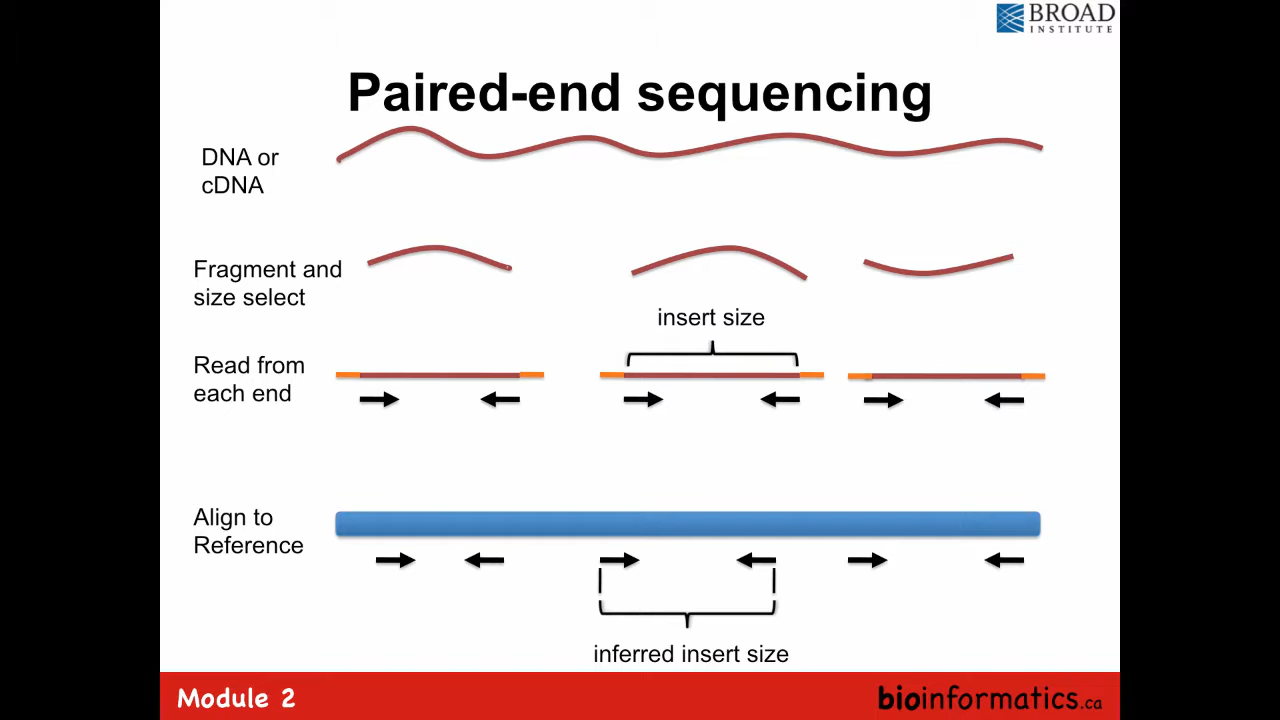 BROAD
INSTITUTE
Paired-end sequencing
DNA or
cDNA
Fragment and
size select
insert size
Read from
each end
Align to
Reference
inferred insert size
Module 2
bioinformatics.ca